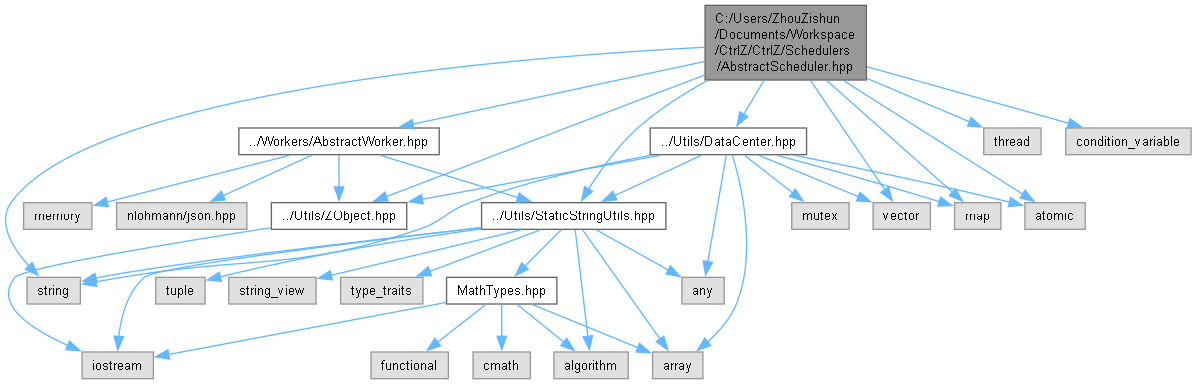 C:/Users/ZhouZishun
/Documents/Workspace
/CtrlZ/CtrlZ/Schedulers
/AbstractScheduler.hpp
../Workers/AbstractWorker.hpp
../Utils/DataCenter.hpp
thread
condition_variable
memory
nlohmann/json.hpp
../Utils/ZObject.hpp
../Utils/StaticStringUtils.hpp
mutex
vector
map
atomic
string
tuple
string_view
type_traits
MathTypes.hpp
any
iostream
functional
cmath
algorithm
array